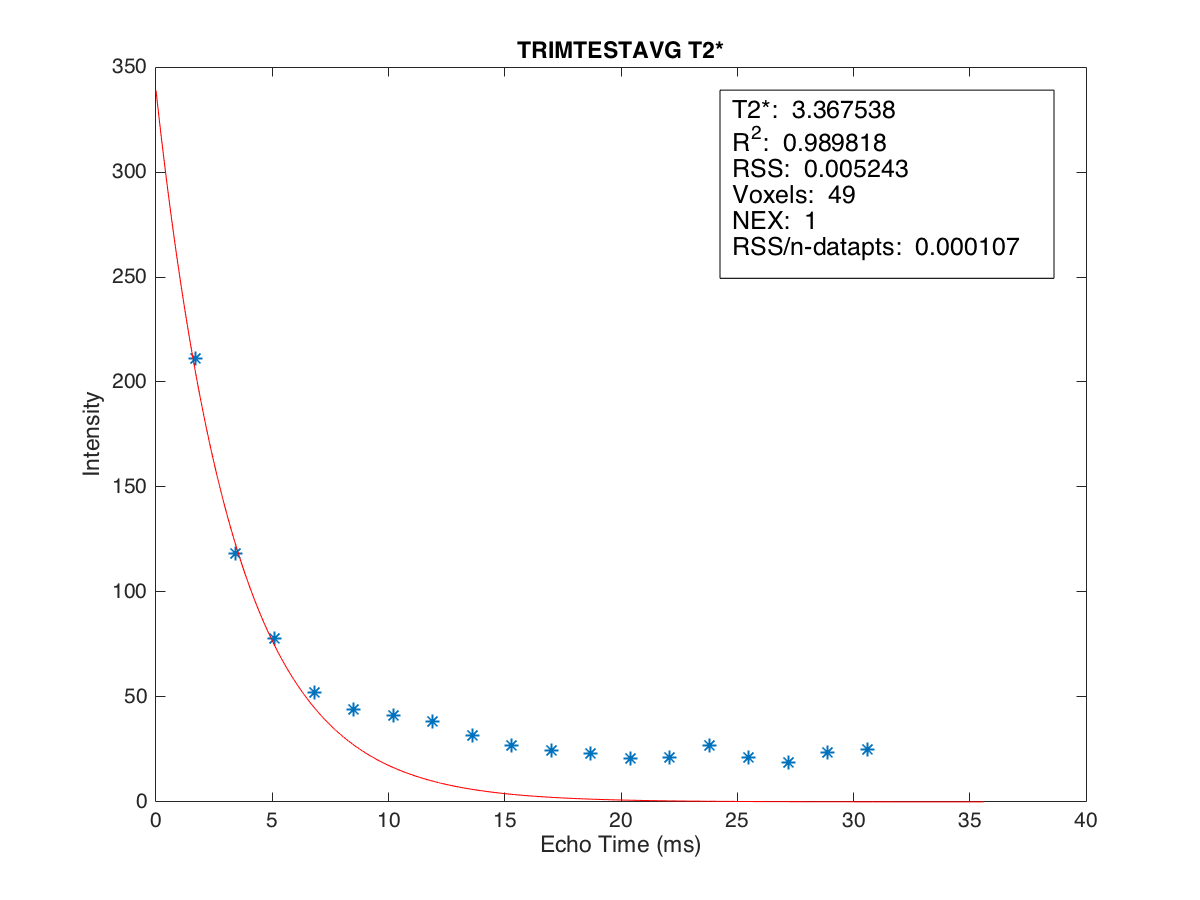 TRIMTESTAVG T2*
T2*: 3.367538
R²: 0.989818
RSS: 0.005243
Voxels: 49
NEX: 1
RSS/n-datapts: 0.000107
350
300
250
200
150
100
50
0
Intensity
0 5 10 15 20 25 30 35 40
Echo Time (ms)